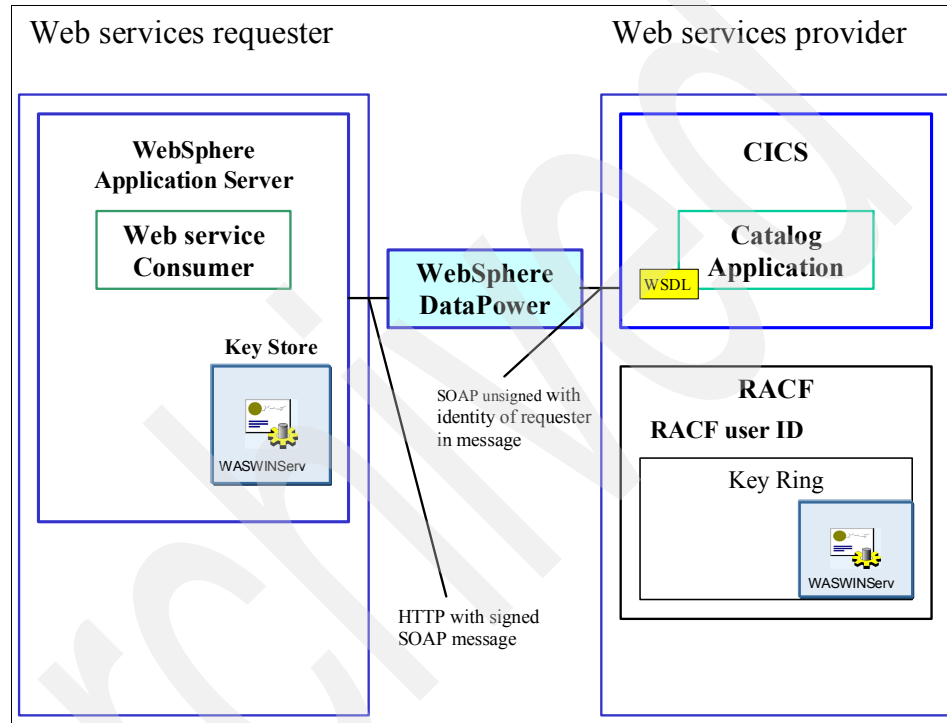 Web services requester
Web services provider
WebSphere
Application Server
Web service
Consumer
Key Store
WASWINServ
WebSphere
DataPower
SOAP unsigned with
identity of requester
in message
HTTP with signed
SOAP message
CICS
Catalog
Application
WSDL
RACF
RACF user ID
Key Ring
WASWINServ